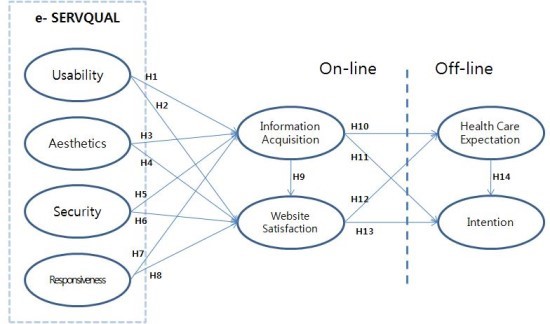 e- SERVQUAL
On-line
Off-line
Usability
H1
H2
Aesthetics
H3
H4
Information
Acquisition
H10
H11
Health Care
Expectation
H9
H14
Security
H5
H6
Website
Satisfaction
H12
H13
Intention
Responsiveness
H7
H8